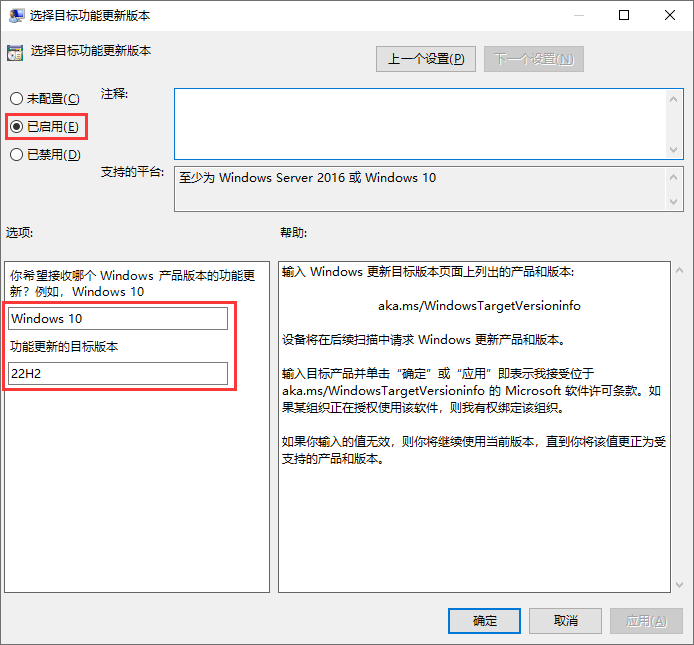 选择目标功能更新版本
选择目标功能更新版本
上一个设置(P)
下一个设置(N)
未配置(C)
注释:
已启用(E)
已禁用(D)
支持的平台:
至少为 Windows Server 2016 或 Windows 10
选项:
帮助:
你希望接收哪个 Windows 产品版本的功能更
新？例如，Windows 10
Windows 10
功能更新的目标版本
22H2
输入 Windows 更新目标版本页面上列出的产品和版本:
aka.ms/WindowsTargetVersioninfo
设备将在后续扫描中请求 Windows 更新产品和版本。
输入目标产品并单击“确定”或“应用”即表示我接受位于
aka.ms/WindowsTargetVersioninfo 的 Microsoft 软件许可条款。如
果某组织正在授权使用该软件，则我有权绑定该组织。
如果你输入的值无效，则你将继续使用当前版本，直到你将该值更正为受
支持的产品和版本。
确定
取消
应用(A)